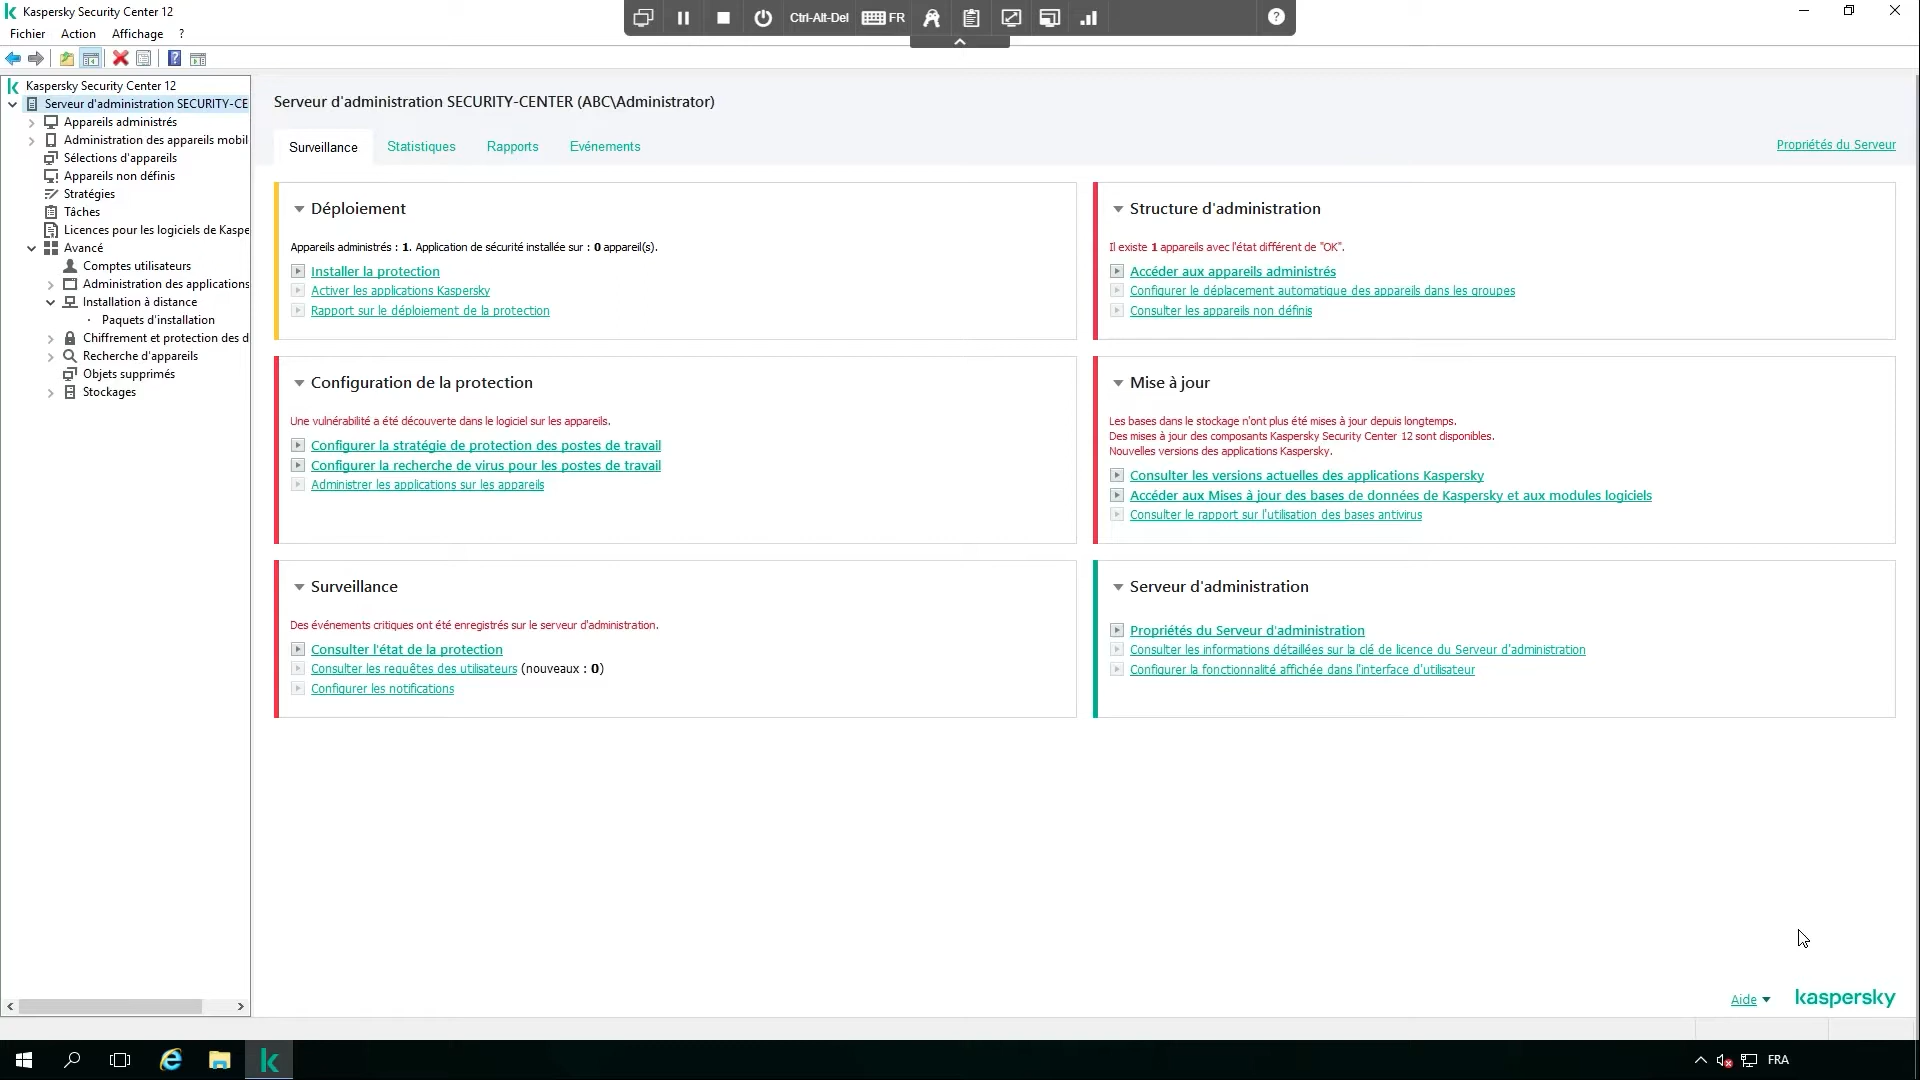 Kaspersky Security Center 12
Ctrl-Alt-Del
FR
Fichier
Action
Affichage
?
Kaspersky Security Center 12
Serveur d'administration SECURITY-CE
Appareils administrés
Administration des appareils mobil
Sélections d'appareils
Appareils non définis
Stratégies
Tâches
Licences pour les logiciels de Kaspe
Avancé
Comptes utilisateurs
Administration des applications
Installation à distance
Paquets d'installation
Chiffrement et protection des d
Recherche d'appareils
Objets supprimés
Stockages
Serveur d'administration SECURITY-CENTER (ABC\Administrator)
Surveillance
Statistiques
Rapports
Evénements
Propriétés du Serveur
Déploiement
Appareils administrés : 1. Application de sécurité installée sur : 0 appareil(s).
Installer la protection
Activer les applications Kaspersky
Rapport sur le déploiement de la protection
Structure d'administration
Il existe 1 appareils avec l'état différent de "OK".
Accéder aux appareils administrés
Configurer le déplacement automatique des appareils dans les groupes
Consulter les appareils non définis
Configuration de la protection
Une vulnérabilité a été découverte dans le logiciel sur les appareils.
Configurer la stratégie de protection des postes de travail
Configurer la recherche de virus pour les postes de travail
Administrer les applications sur les appareils
Mise à jour
Les bases dans le stockage n'ont plus été mises à jour depuis longtemps.
Des mises à jour des composants Kaspersky Security Center 12 sont disponibles.
Nouvelles versions des applications Kaspersky.
Consulter les versions actuelles des applications Kaspersky
Accéder aux Mises à jour des bases de données de Kaspersky et aux modules logiciels
Consulter le rapport sur l'utilisation des bases antivirus
Surveillance
Des événements critiques ont été enregistrés sur le serveur d'administration.
Consulter l'état de la protection
Consulter les requêtes des utilisateurs (nouveaux : 0)
Configurer les notifications
Serveur d'administration
Propriétés du Serveur d'administration
Consulter les informations détaillées sur la clé de licence du Serveur d'administration
Configurer la fonctionnalité affichée dans l'interface d'utilisateur
Aide
kaspersky
FRA